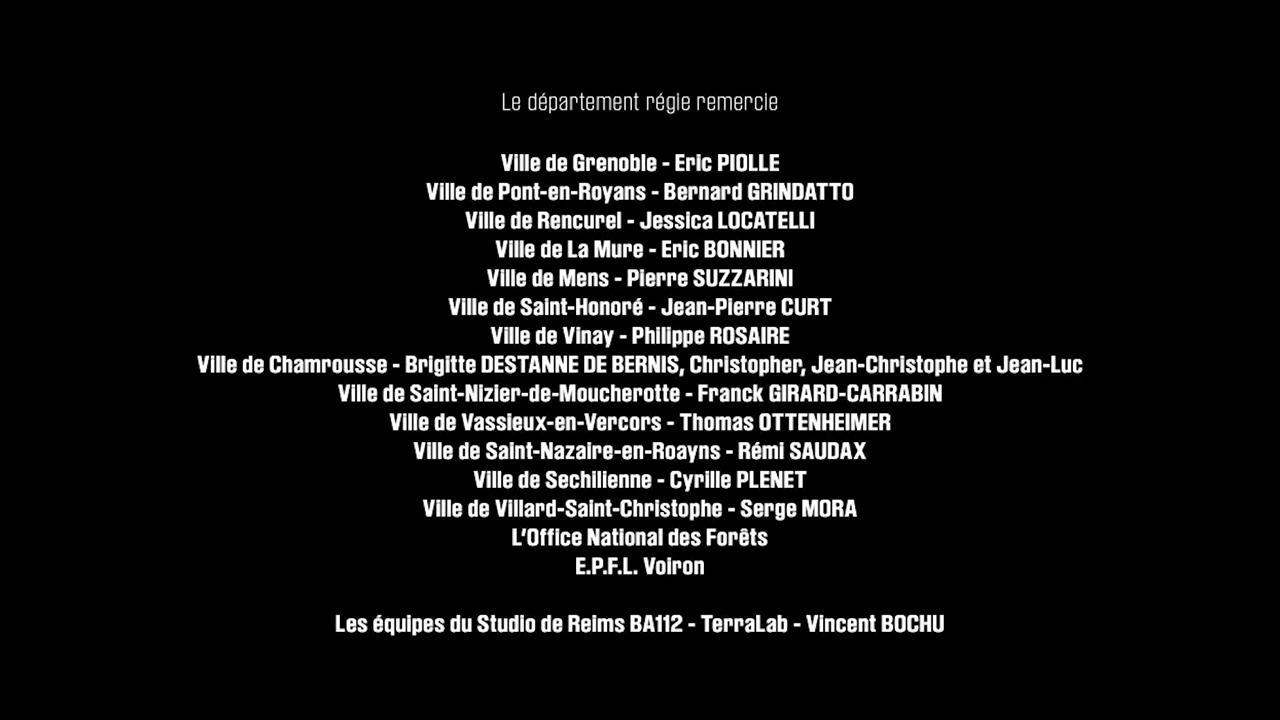 Le département régie remercie
Ville de Grenoble - Eric PIOLLE
Ville de Pont-en-Royans - Bernard GRINDATTO
Ville de Rencurel - Jessica LOCATELLI
Ville de La Mure - Eric BONNIER
Ville de Mens - Pierre SUZZARINI
Ville de Saint-Honoré - Jean-Pierre CURT
Ville de Vinay - Philippe ROSAIRE
Ville de Chamrousse - Brigitte DESTANNE DE BERNIS, Christopher, Jean-Christophe et Jean-Luc
Ville de Saint-Nizier-de-Moucherotte - Franck GIRARD-CARRABIN
Ville de Vassieux-en-Vercors - Thomas OTTENHEIMER
Ville de Saint-Nazaire-en-Roayns - Rémi SAUDAX
Ville de Sechilienne - Cyrille PLENET
Ville de Villard-Saint-Christophe - Serge MORA
L'Office National des Forêts
E.P.F.L. Voiron
Les équipes du Studio de Reims BA112 - TerraLab - Vincent BOCHU